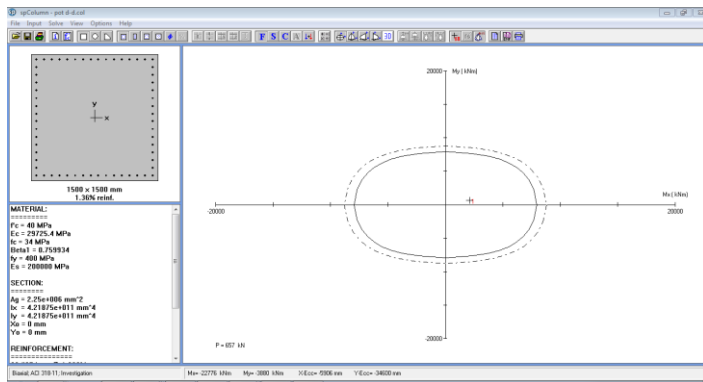 spColumn - pot d-d.col
File Input Solve View Options Help
F S C
3D
y
x
1500 x 1500 mm
1.36% reinf.
MATERIAL:
=========
f'c = 40 MPa
Ec = 29725.4 MPa
fc = 34 MPa
Beta1 = 0.759934
fy = 400 MPa
Es = 200000 MPa
SECTION:
========
Ag = 2.25e+006 mm^2
Ix = 4.21875e+011 mm^4
Iy = 4.21875e+011 mm^4
Xo = 0 mm
Yo = 0 mm
REINFORCEMENT:
==============
20000
My (kNm)
Mx (kNm)
-20000
20000
-20000
P = 657 kN
Biaxial; ACI 318-11; Investigation
Mx= -22776 kNm My= -3880 kNm X-Ecc= -5906 mm Y-Ecc= -34600 mm